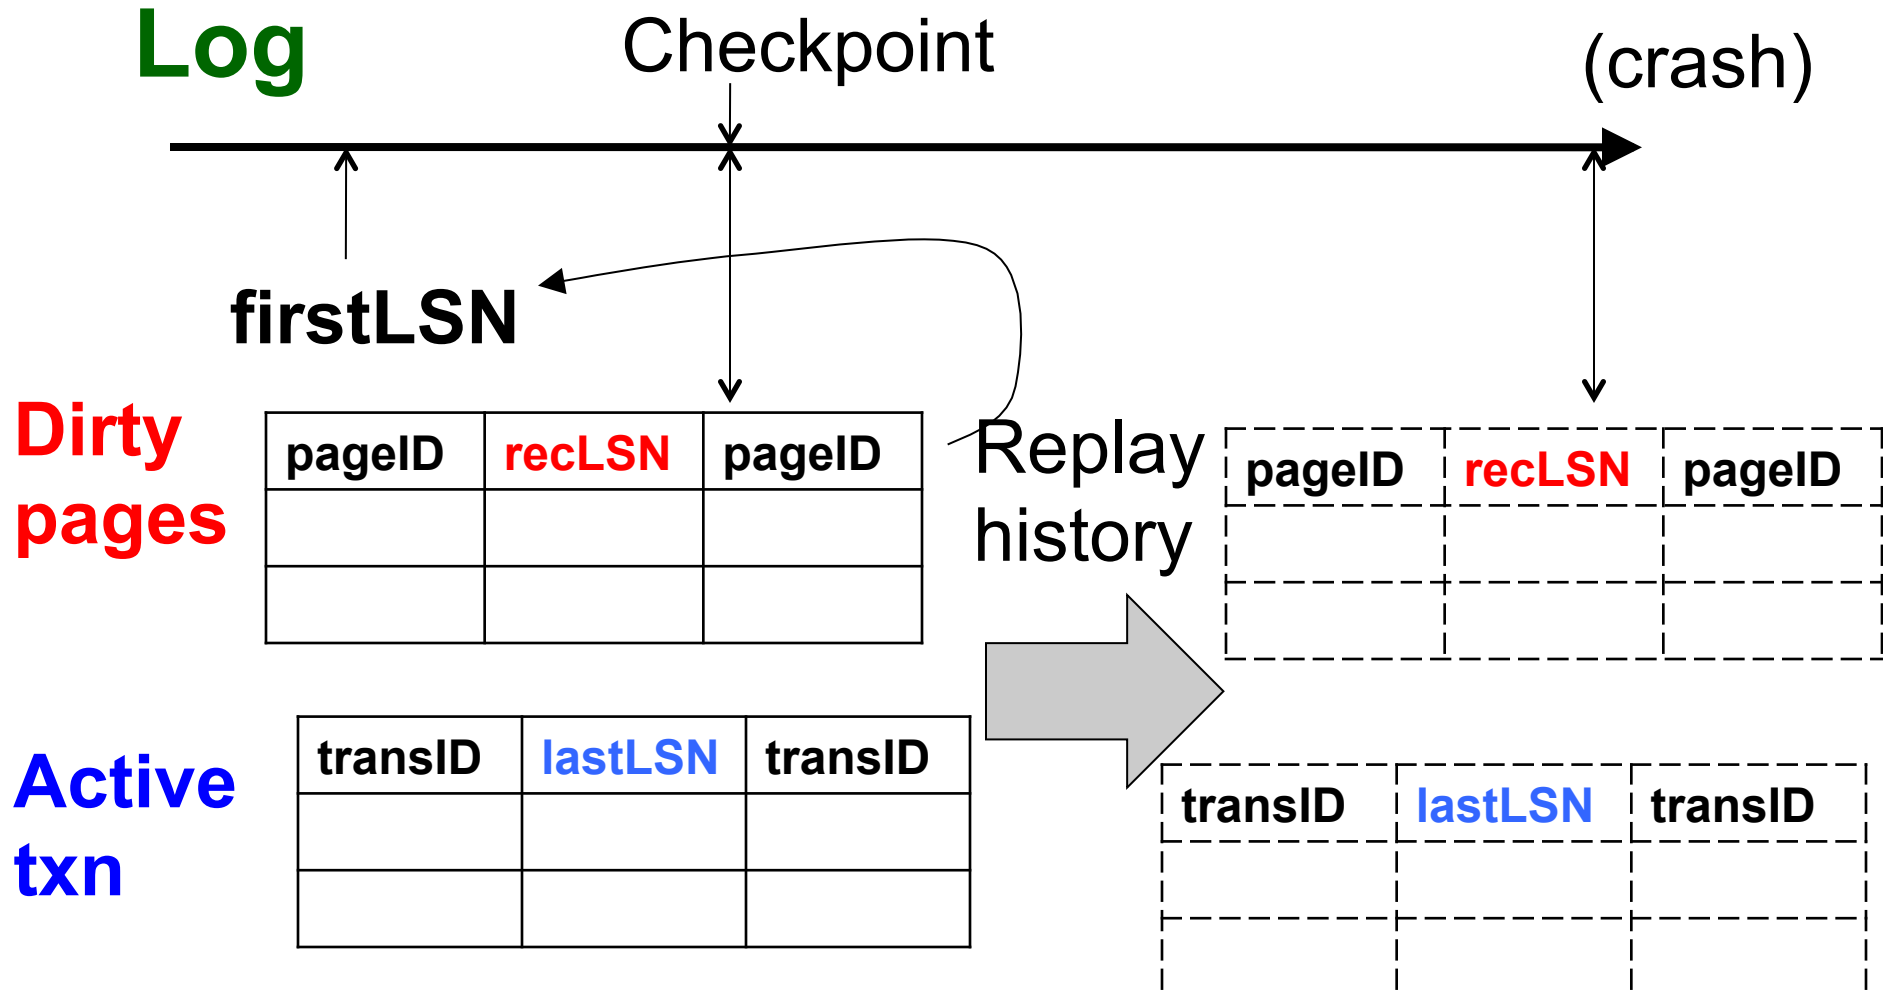 Log
Checkpoint
(crash)
firstLSN
Dirty
pages
pageID recLSN pageID
Replay
history
pageID recLSN pageID
Active
txn
transID lastLSN transID
transID lastLSN transID